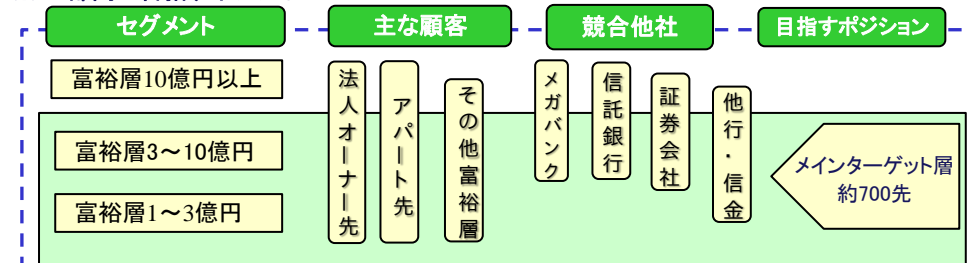 セグメント
主な顧客
競合他社
目指すポジション
富裕層10億円以上
富裕層3～10億円
富裕層1～3億円
法人オーナー先
アパート先
その他富裕層
メガバンク
信託銀行
証券会社
他行・信金
メインターゲット層
約700先